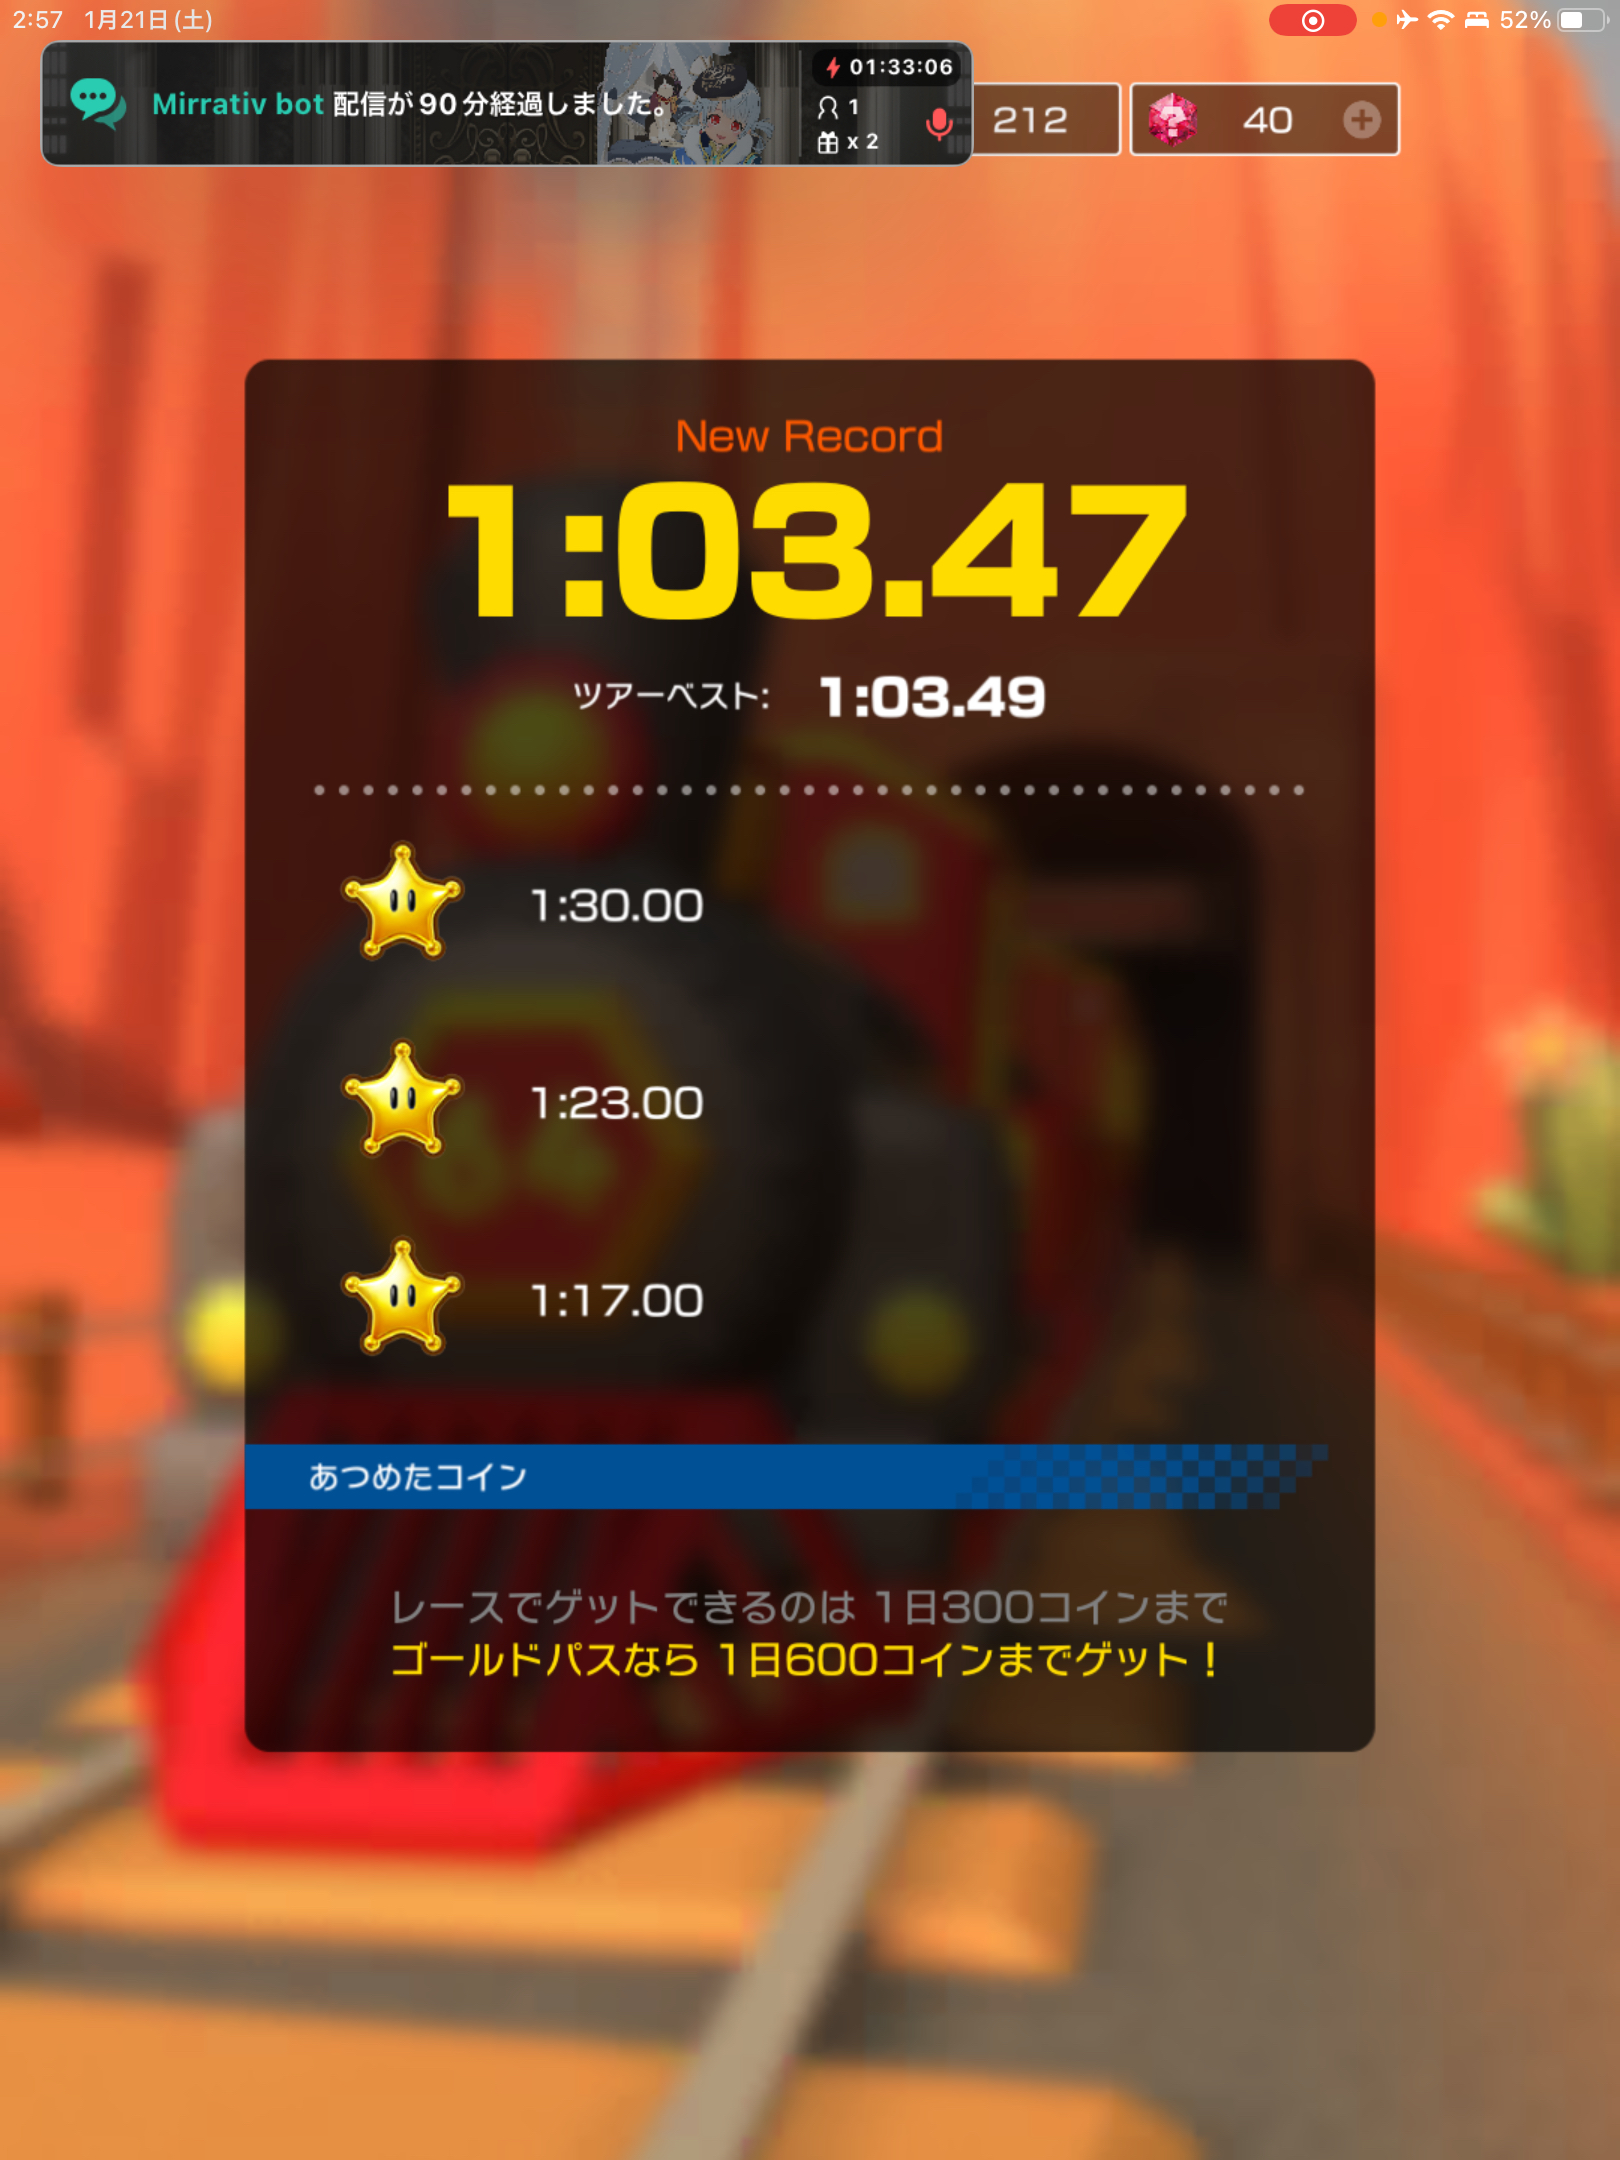 2:57 1月21日(土)
52%
Mirrativ bot 配信が90分経過しました。
01:33:06
1
x 2
212
40
New Record
1:03.47
ツアーベスト: 1:03.49
1:30.00
1:23.00
64
1:17.00
あつめたコイン
レースでゲットできるのは 1日300コインまで
ゴールドパスなら 1日600コインまでゲット！